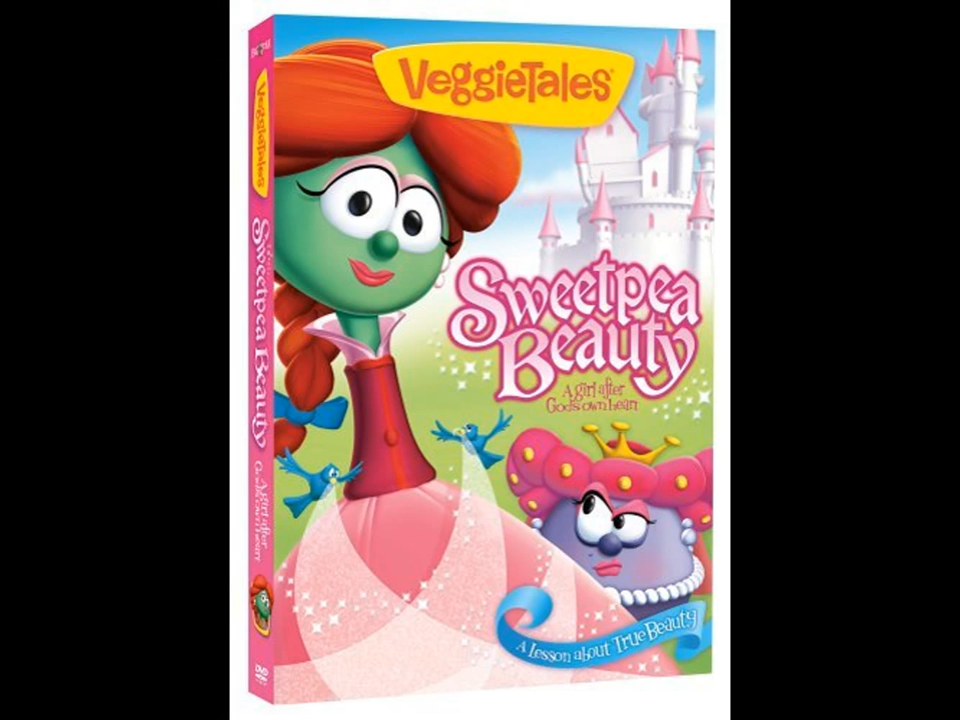 VeggieTales
Sweetpea
Beauty
A girl after
God's own heart
A Lesson about True Beauty
VeggieTales
Sweetpea Beauty
A girl after
God's own heart
DVD